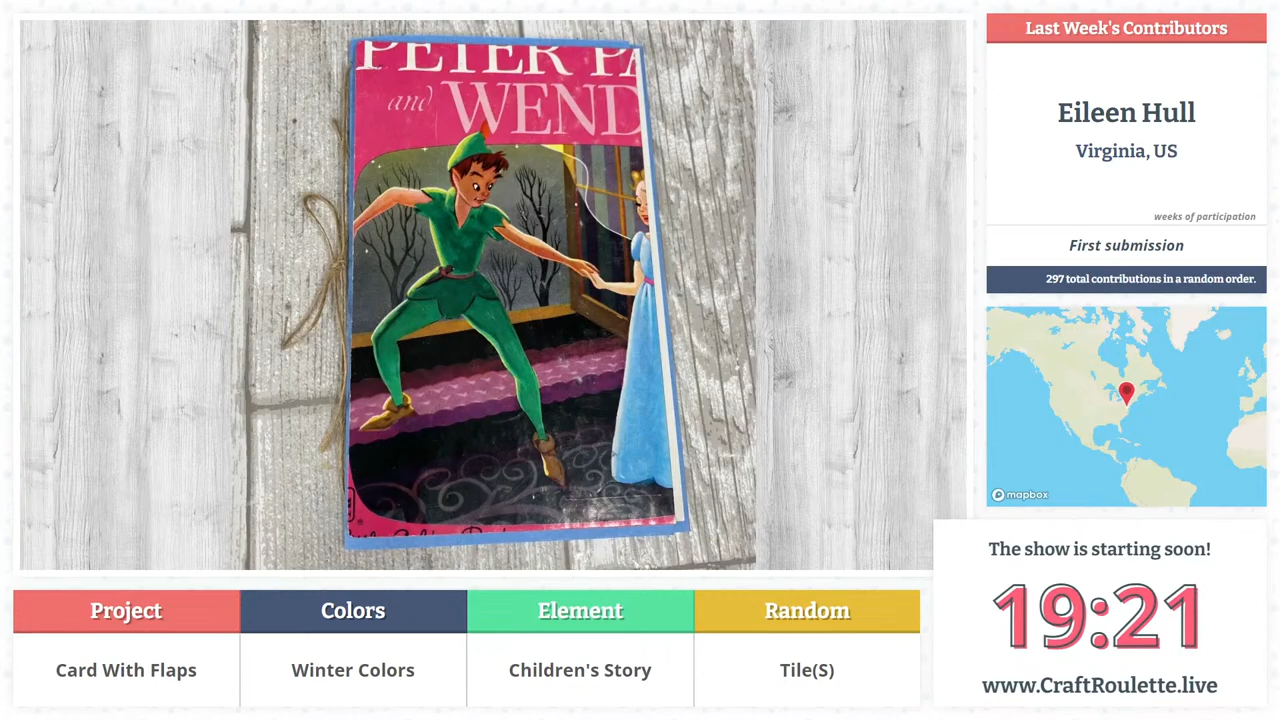 PETER PA
and WEND
Last Week's Contributors
Eileen Hull
Virginia, US
weeks of participation
First submission
297 total contributions in a random order.
mapbox
The show is starting soon!
19:21
www.CraftRoulette.live
Project
Colors
Element
Random
Card With Flaps
Winter Colors
Children's Story
Tile(S)